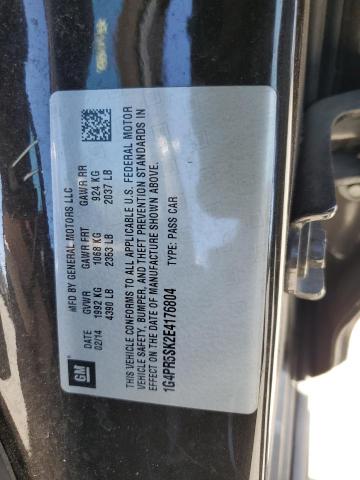 MFD BY GENERAL MOTORS LLC
DATE GVWR GAWR FRT GAWR RR
02/14 1992 KG 1068 KG 924 KG
4390 LB 2353 LB 2037 LB
THIS VEHICLE CONFORMS TO ALL APPLICABLE U.S. FEDERAL MOTOR
VEHICLE SAFETY, BUMPER, AND THEFT PREVENTION STANDARDS IN
EFFECT ON THE DATE OF MANUFACTURE SHOWN ABOVE.
1G4PR5SK2E4176804 TYPE: PASS CAR
GM